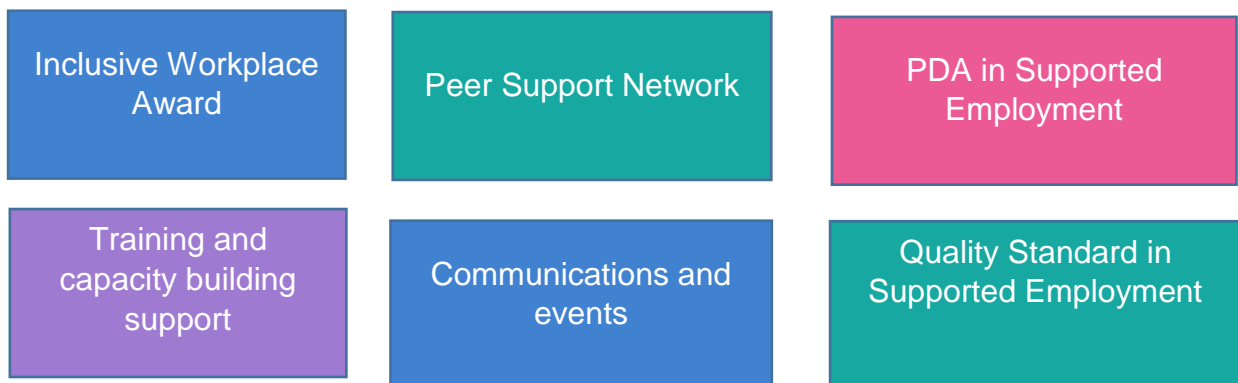 Inclusive Workplace
Award
Peer Support Network
PDA in Supported
Employment
Training and
capacity building
support
Communications and
events
Quality Standard in
Supported Employment